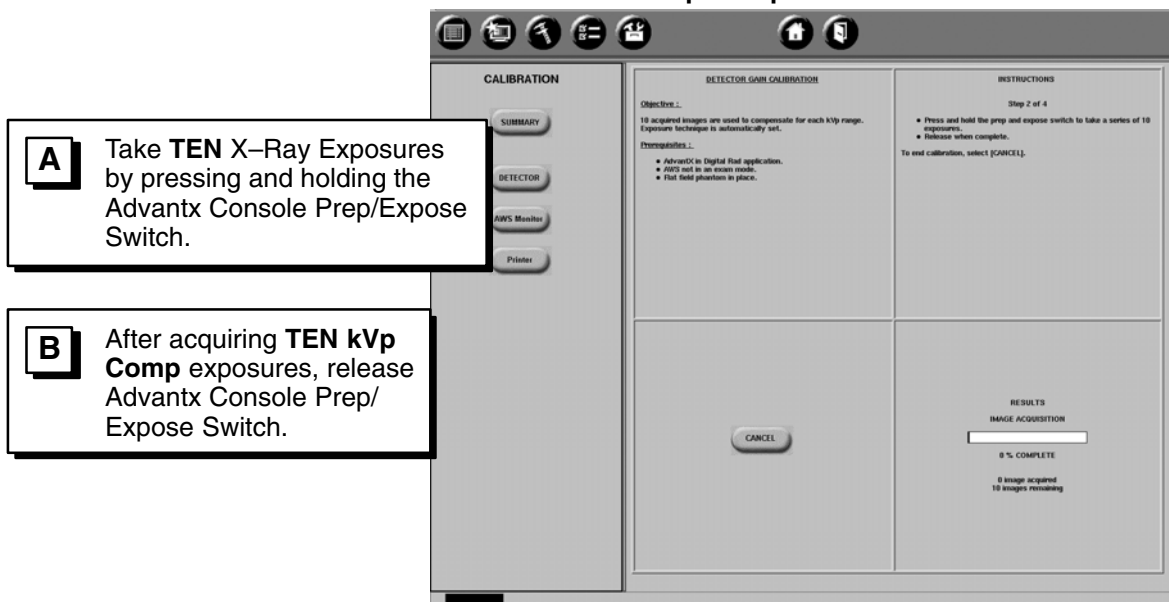 A
Take TEN X–Ray Exposures
by pressing and holding the
Advantx Console Prep/Expose
Switch.
B
After acquiring TEN kVp
Comp exposures, release
Advantx Console Prep/
Expose Switch.
CALIBRATION
SUMMARY
DETECTOR
AWS Monitor
Printer
DETECTOR GAIN CALIBRATION
Objective :
10 acquired images are used to compensate for each kVp range.
Exposure technique is automatically set.
Prerequisites :
● AdvantX in Digital Rad application.
● AWS not in an exam mode.
● Flat field phantom in place.
INSTRUCTIONS
Step 2 of 4
● Press and hold the prep and expose switch to take a series of 10
exposures.
● Release when complete.
To end calibration, select [CANCEL].
CANCEL
RESULTS
IMAGE ACQUISITION
0 % COMPLETE
0 image acquired
10 images remaining